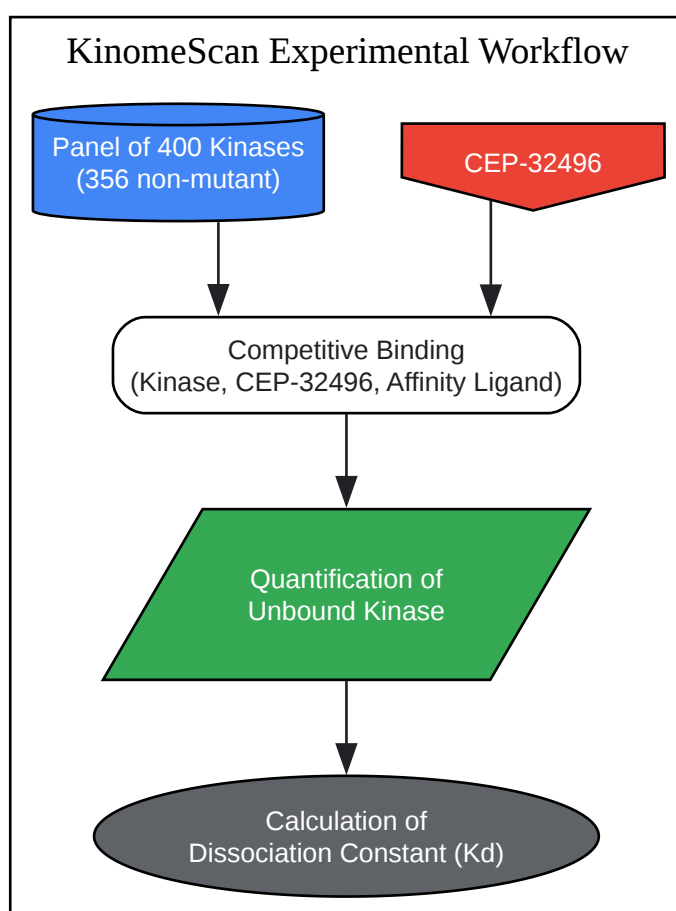 KinomeScan Experimental Workflow
Panel of 400 Kinases
(356 non-mutant)
CEP-32496
Competitive Binding
(Kinase, CEP-32496, Affinity Ligand)
Quantification of
Unbound Kinase
Calculation of
Dissociation Constant (Kd)